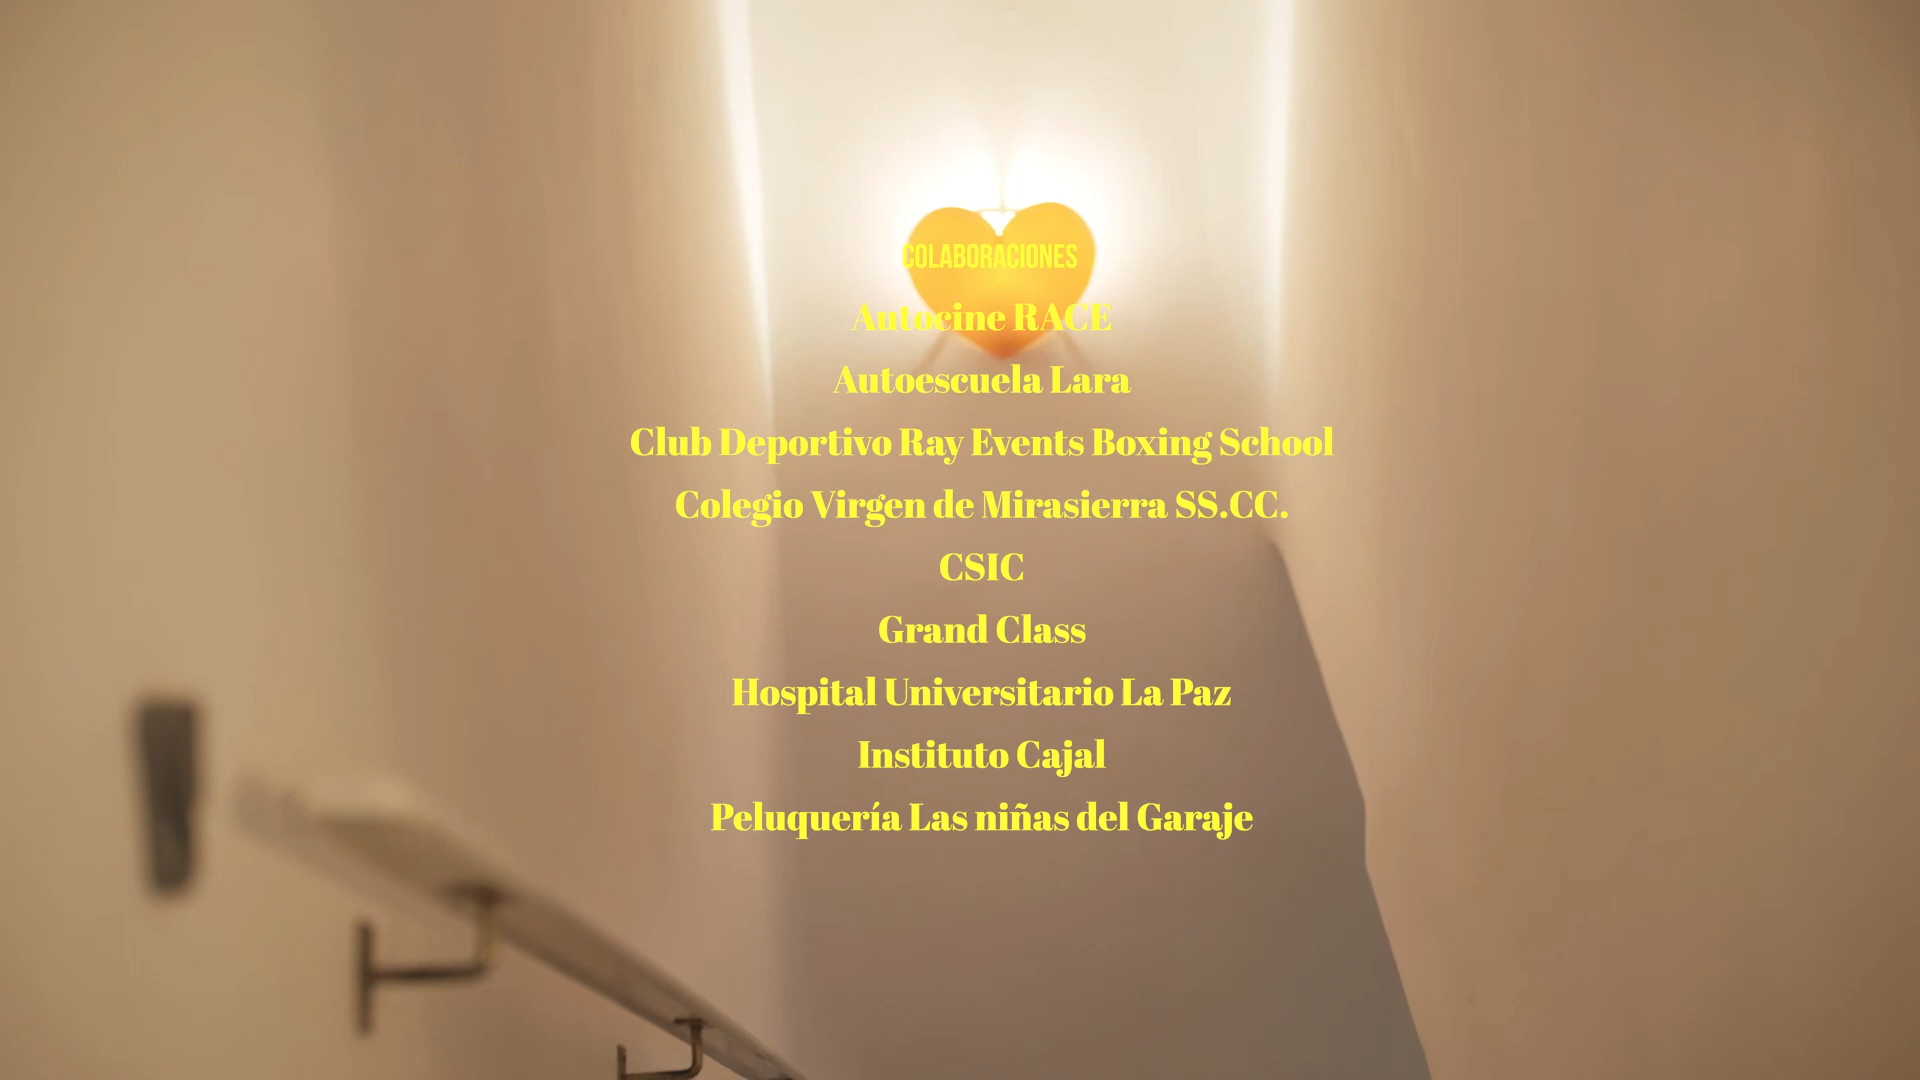 COLABORACIONES
Autocine RACE
Autoescuela Lara
Club Deportivo Ray Events Boxing School
Colegio Virgen de Mirasierra SS.CC.
CSIC
Grand Class
Hospital Universitario La Paz
Instituto Cajal
Peluquería Las niñas del Garaje